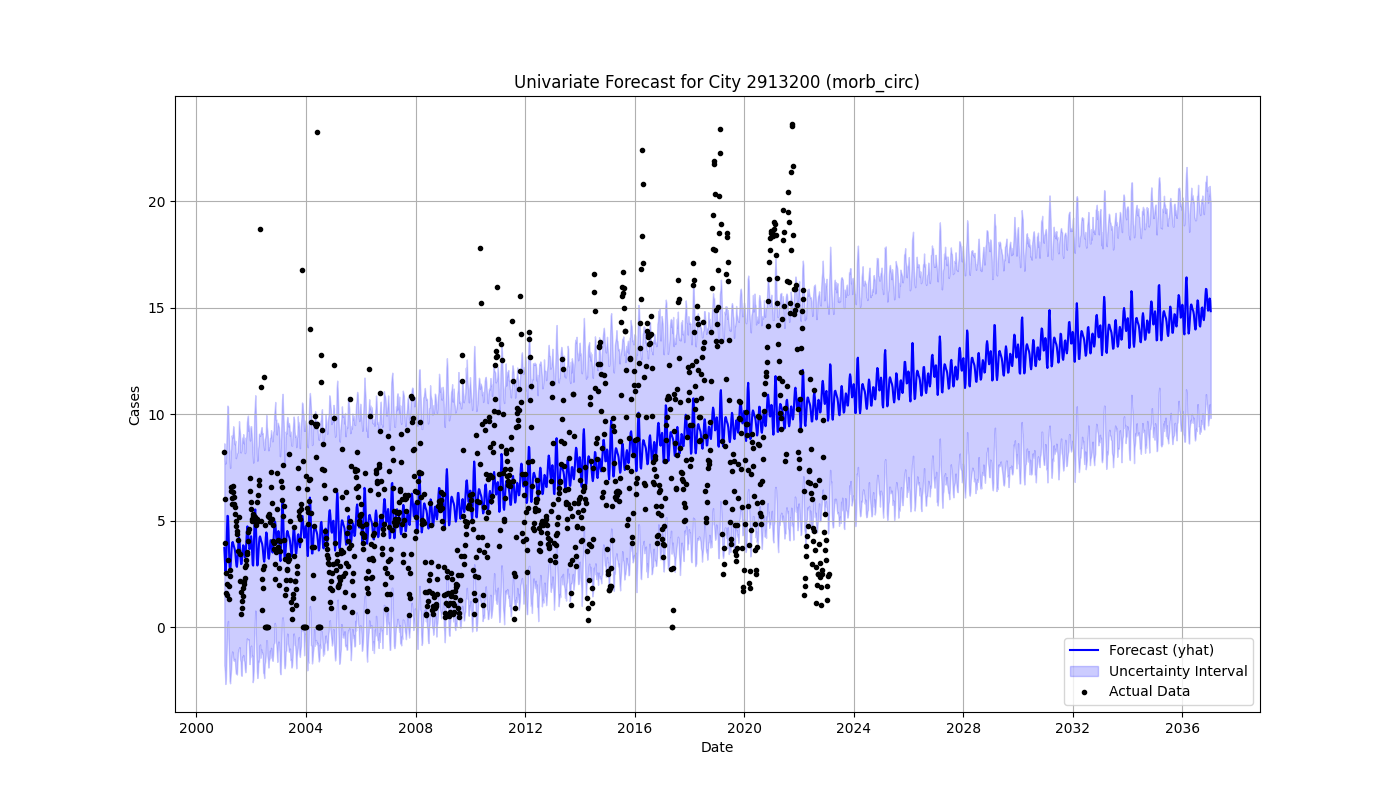 Univariate Forecast for City 2913200 (morb_circ)
Cases
20
15
10
5
0
2000 2004 2008 2012 2016 2020 2024 2028 2032 2036
Date
Forecast (yhat)
Uncertainty Interval
Actual Data